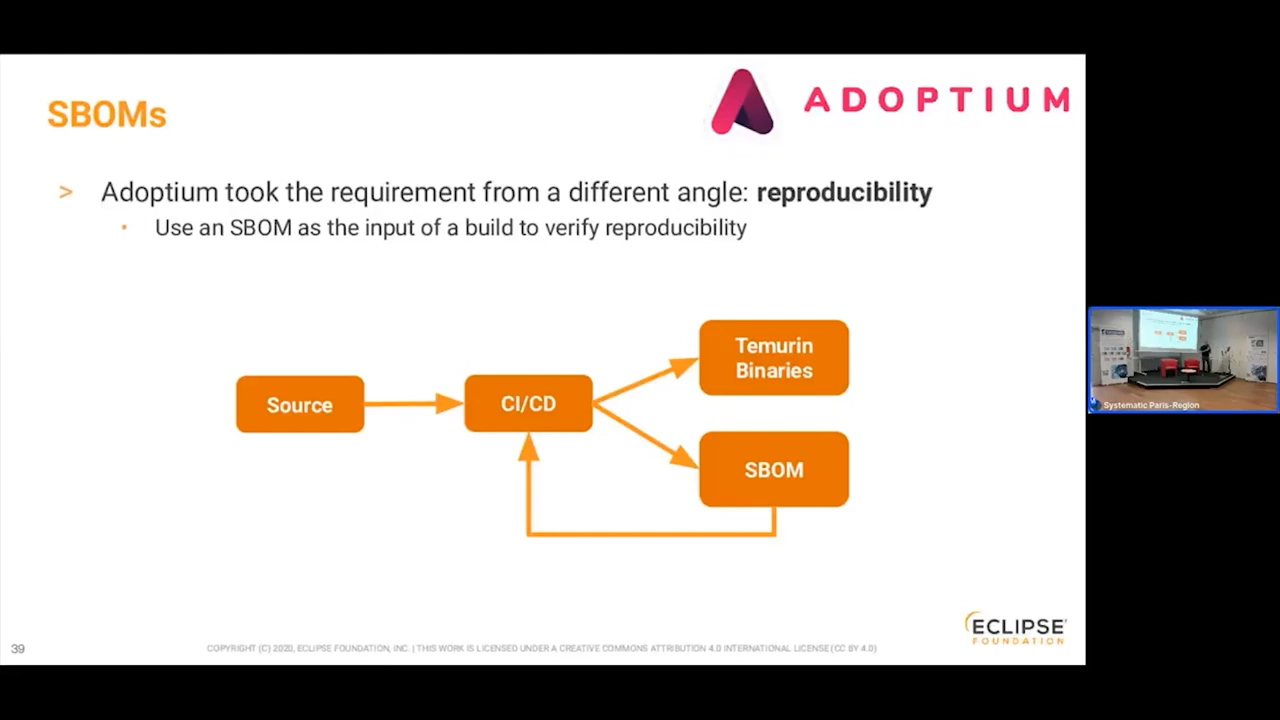 SBOMs
ADOPTIUM
> Adoptium took the requirement from a different angle: reproducibility
• Use an SBOM as the input of a build to verify reproducibility
Source
CI/CD
Temurin
Binaries
SBOM
Systematic Paris-Region
39
COPYRIGHT (C) 2020, ECLIPSE FOUNDATION, INC. | THIS WORK IS LICENSED UNDER A CREATIVE COMMONS ATTRIBUTION 4.0 INTERNATIONAL LICENSE (CC BY 4.0)
ECLIPSE
FOUNDATION